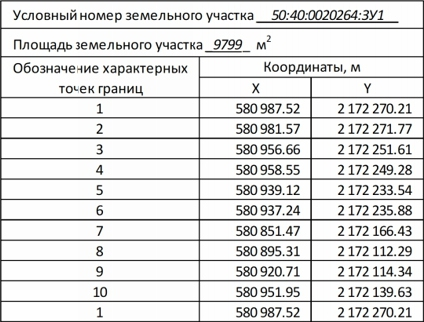 Условный номер земельного участка 50:40:0020264:ЗУ1
Площадь земельного участка 9799 м²
Обозначение характерных точек границ Координаты, м
X Y
1 580 987.52 2 172 270.21
2 580 981.57 2 172 271.77
3 580 956.66 2 172 251.61
4 580 958.55 2 172 249.28
5 580 939.12 2 172 233.54
6 580 937.24 2 172 235.88
7 580 851.47 2 172 166.43
8 580 895.31 2 172 112.29
9 580 920.71 2 172 114.34
10 580 951.95 2 172 139.63
1 580 987.52 2 172 270.21